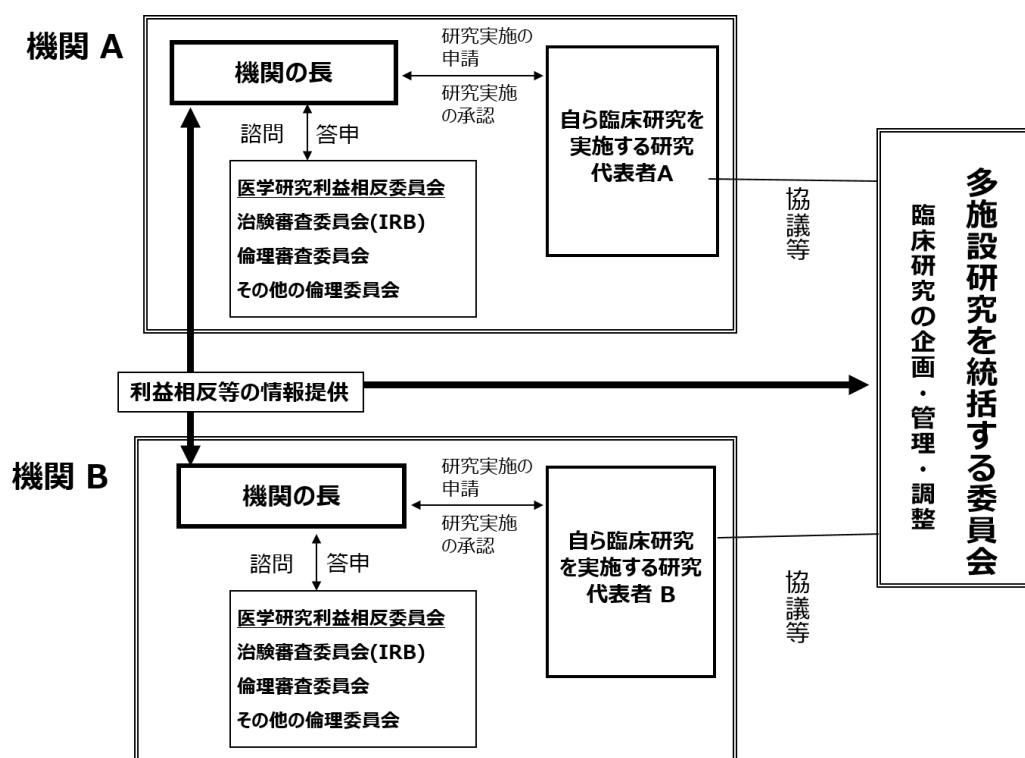 機関 A
機関の長
研究実施の
申請
研究実施
の承認
諮問
答申
医学研究利益相反委員会
治験審査委員会(IRB)
倫理審査委員会
その他の倫理委員会
自ら臨床研究を
実施する研究
代表者A
協議等
多施設研究を統括する委員会
臨床研究の企画・管理・調整
利益相反等の情報提供
機関 B
機関の長
研究実施の
申請
研究実施
の承認
諮問
答申
医学研究利益相反委員会
治験審査委員会(IRB)
倫理審査委員会
その他の倫理委員会
自ら臨床研究
を実施する研究
代表者 B
協議等